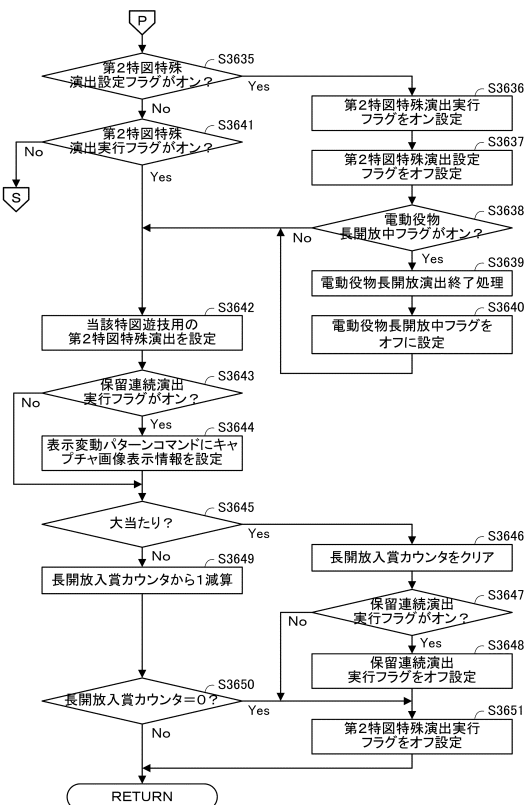 P
第2特図特殊
演出設定フラグがオン？
S3635
Yes
No
S3636
第2特図特殊演出実行
フラグをオン設定
第2特図特殊
演出実行フラグがオン？
S3641
No
Yes
S
S3637
第2特図特殊演出設定
フラグをオフ設定
S3638
電動役物
長開放中フラグがオン？
No
Yes
S3639
電動役物長開放演出終了処理
S3640
電動役物長開放中フラグを
オフに設定
S3642
当該特図遊技用の
第2特図特殊演出を設定
S3643
保留連続演出
実行フラグがオン？
No
Yes
S3644
表示変動パターンコマンドにキャ
プチャ画像表示情報を設定
S3645
大当たり？
Yes
No
S3646
長開放入賞カウンタをクリア
S3649
長開放入賞カウンタから1減算
S3647
保留連続演出
実行フラグがオン？
No
Yes
S3648
保留連続演出
実行フラグをオフ設定
S3650
長開放入賞カウンタ=0？
Yes
No
S3651
第2特図特殊演出実行
フラグをオフ設定
RETURN